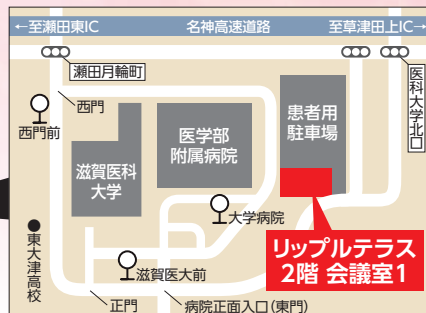 ←至瀬田東IC
名神高速道路
至草津田上IC→
瀬田月輪町
医科大学北口
西門
西門前
滋賀医科
大学
医学部
附属病院
患者用
駐車場
大学病院
リップルテラス
2階 会議室1
●東大津高校
滋賀医大前
正門
病院正面入口(東門)